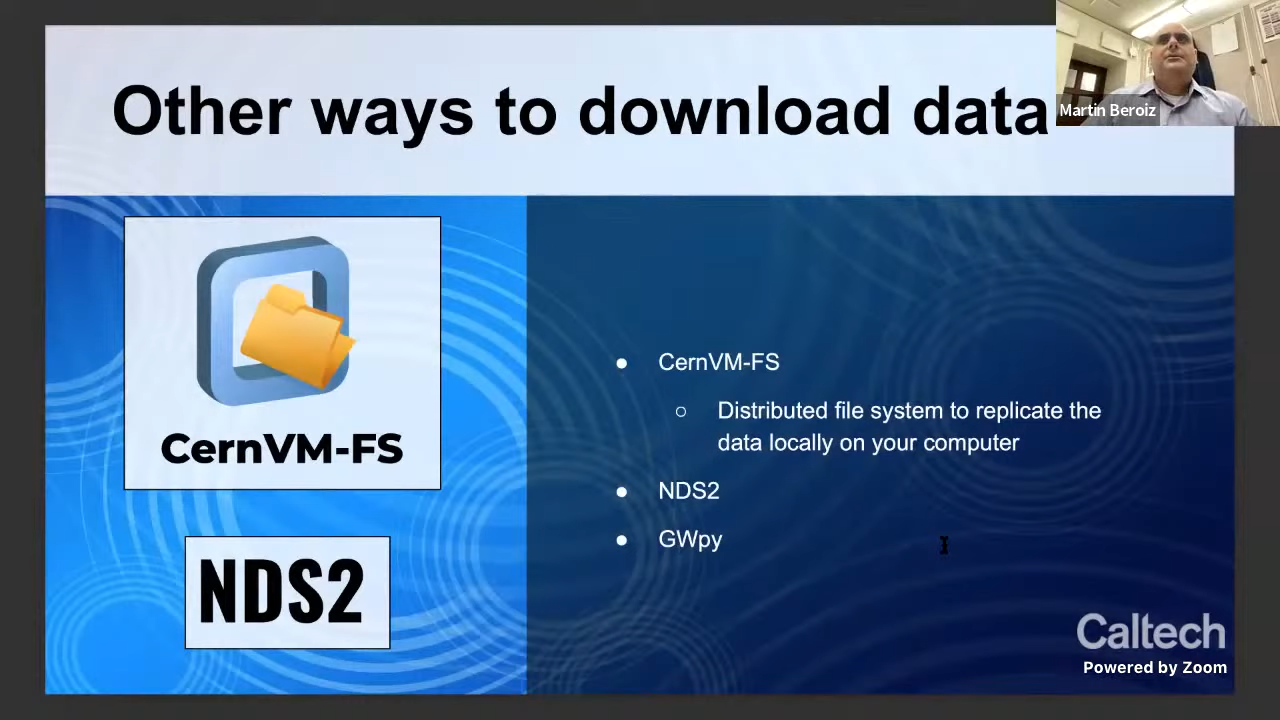 Other ways to download data
Martin Beroiz
CernVM-FS
NDS2
● CernVM-FS
○ Distributed file system to replicate the
data locally on your computer
● NDS2
● GWpy
Caltech
Powered by Zoom